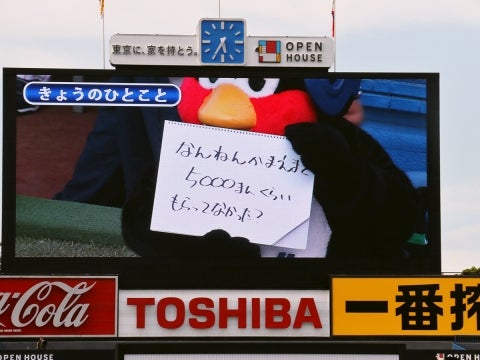 東京に、家を持とう。
OPEN
HOUSE
きょうのひとこと
なんねんかまえまで
5000まんくらい
もらってなかった?
Coca-Cola
TOSHIBA
一番搾
OPEN HOUSE
OPEN HOUSE